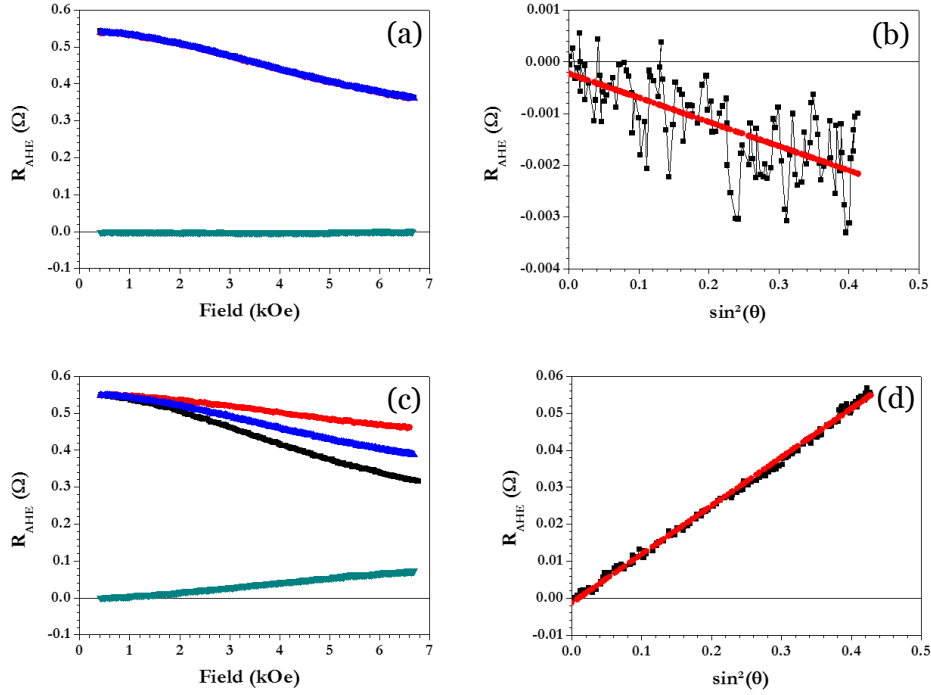 (a)
R_AHE (Ω)
0.6
0.5
0.4
0.3
0.2
0.1
0.0
-0.1
0 1 2 3 4 5 6 7
Field (kOe)
(b)
R_AHE (Ω)
0.001
0.000
-0.001
-0.002
-0.003
-0.004
0.0 0.1 0.2 0.3 0.4 0.5
sin²(θ)
(c)
R_AHE (Ω)
0.6
0.5
0.4
0.3
0.2
0.1
0.0
-0.1
0 1 2 3 4 5 6 7
Field (kOe)
(d)
R_AHE (Ω)
0.06
0.05
0.04
0.03
0.02
0.01
0.00
-0.01
0.0 0.1 0.2 0.3 0.4 0.5
sin²(θ)